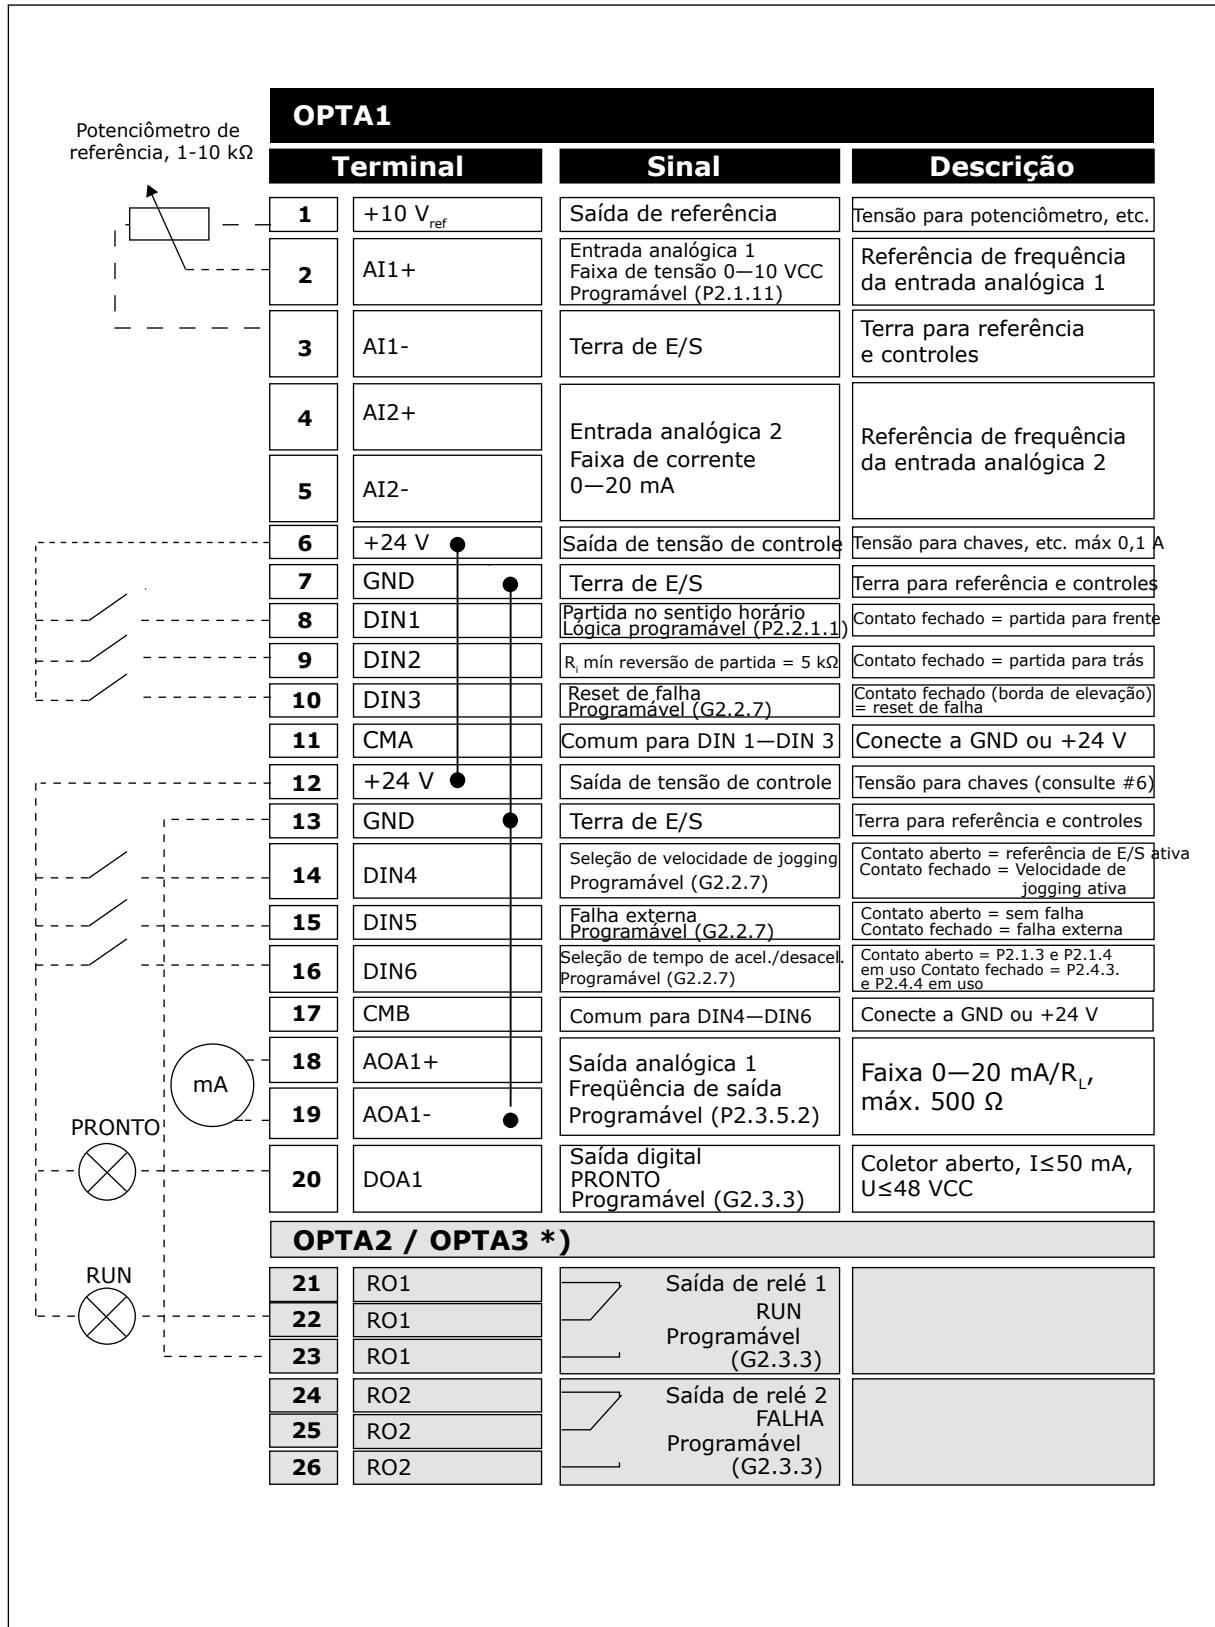 OPTA1
Potenciômetro de
referência, 1-10 kΩ
Terminal Sinal Descrição
1 +10 Vref Saída de referência Tensão para potenciômetro, etc.
2 AI1+
Entrada analógica 1
Faixa de tensão 0—10 VCC
Programável (P2.1.11)
Referência de frequência
da entrada analógica 1
3 AI1- Terra de E/S
Terra para referência
e controles
4 AI2+
5 AI2-
Entrada analógica 2
Faixa de corrente
0—20 mA
Referência de frequência
da entrada analógica 2
6 +24 V Saída de tensão de controle Tensão para chaves, etc. máx 0,1 A
7 GND Terra de E/S Terra para referência e controles
8 DIN1
Partida no sentido horário
Lógica programável (P2.2.1.1)
Contato fechado = partida para frente
9 DIN2 Ri mín reversão de partida = 5 kΩ Contato fechado = partida para trás
10 DIN3
Reset de falha
Programável (G2.2.7)
Contato fechado (borda de elevação)
= reset de falha
11 CMA Comum para DIN 1—DIN 3 Conecte a GND ou +24 V
12 +24 V Saída de tensão de controle Tensão para chaves (consulte #6)
13 GND Terra de E/S Terra para referência e controles
14 DIN4
Seleção de velocidade de jogging
Programável (G2.2.7)
Contato aberto = referência de E/S ativa
Contato fechado = Velocidade de
jogging ativa
15 DIN5
Falha externa
Programável (G2.2.7)
Contato aberto = sem falha
Contato fechado = falha externa
16 DIN6
Seleção de tempo de acel./desacel.
Programável (G2.2.7)
Contato aberto = P2.1.3 e P2.1.4
em uso Contato fechado = P2.4.3.
e P2.4.4 em uso
17 CMB Comum para DIN4—DIN6 Conecte a GND ou +24 V
mA
18 AOA1+
19 AOA1-
Saída analógica 1
Freqüência de saída
Programável (P2.3.5.2)
Faixa 0—20 mA/RL,
máx. 500 Ω
PRONTO
20 DOA1
Saída digital
PRONTO
Programável (G2.3.3)
Coletor aberto, I≤50 mA,
U≤48 VCC
OPTA2 / OPTA3 *)
RUN
21 RO1
22 RO1
23 RO1
Saída de relé 1
RUN
Programável
(G2.3.3)
24 RO2
25 RO2
26 RO2
Saída de relé 2
FALHA
Programável
(G2.3.3)